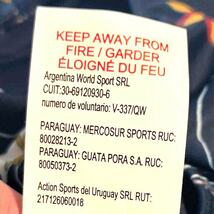 KEEP AWAY FROM
FIRE / GARDER
ÉLOIGNÉ DU FEU
Argentina World Sport SRL
CUIT:30-69120930-6
numero de voluntario: V-337/QW
PARAGUAY: MERCOSUR SPORTS RUC:
80028213-2
PARAGUAY: GUATA PORA S.A. RUC:
80050373-2
Action Sports del Uruguay SRL RUT:
217126060018